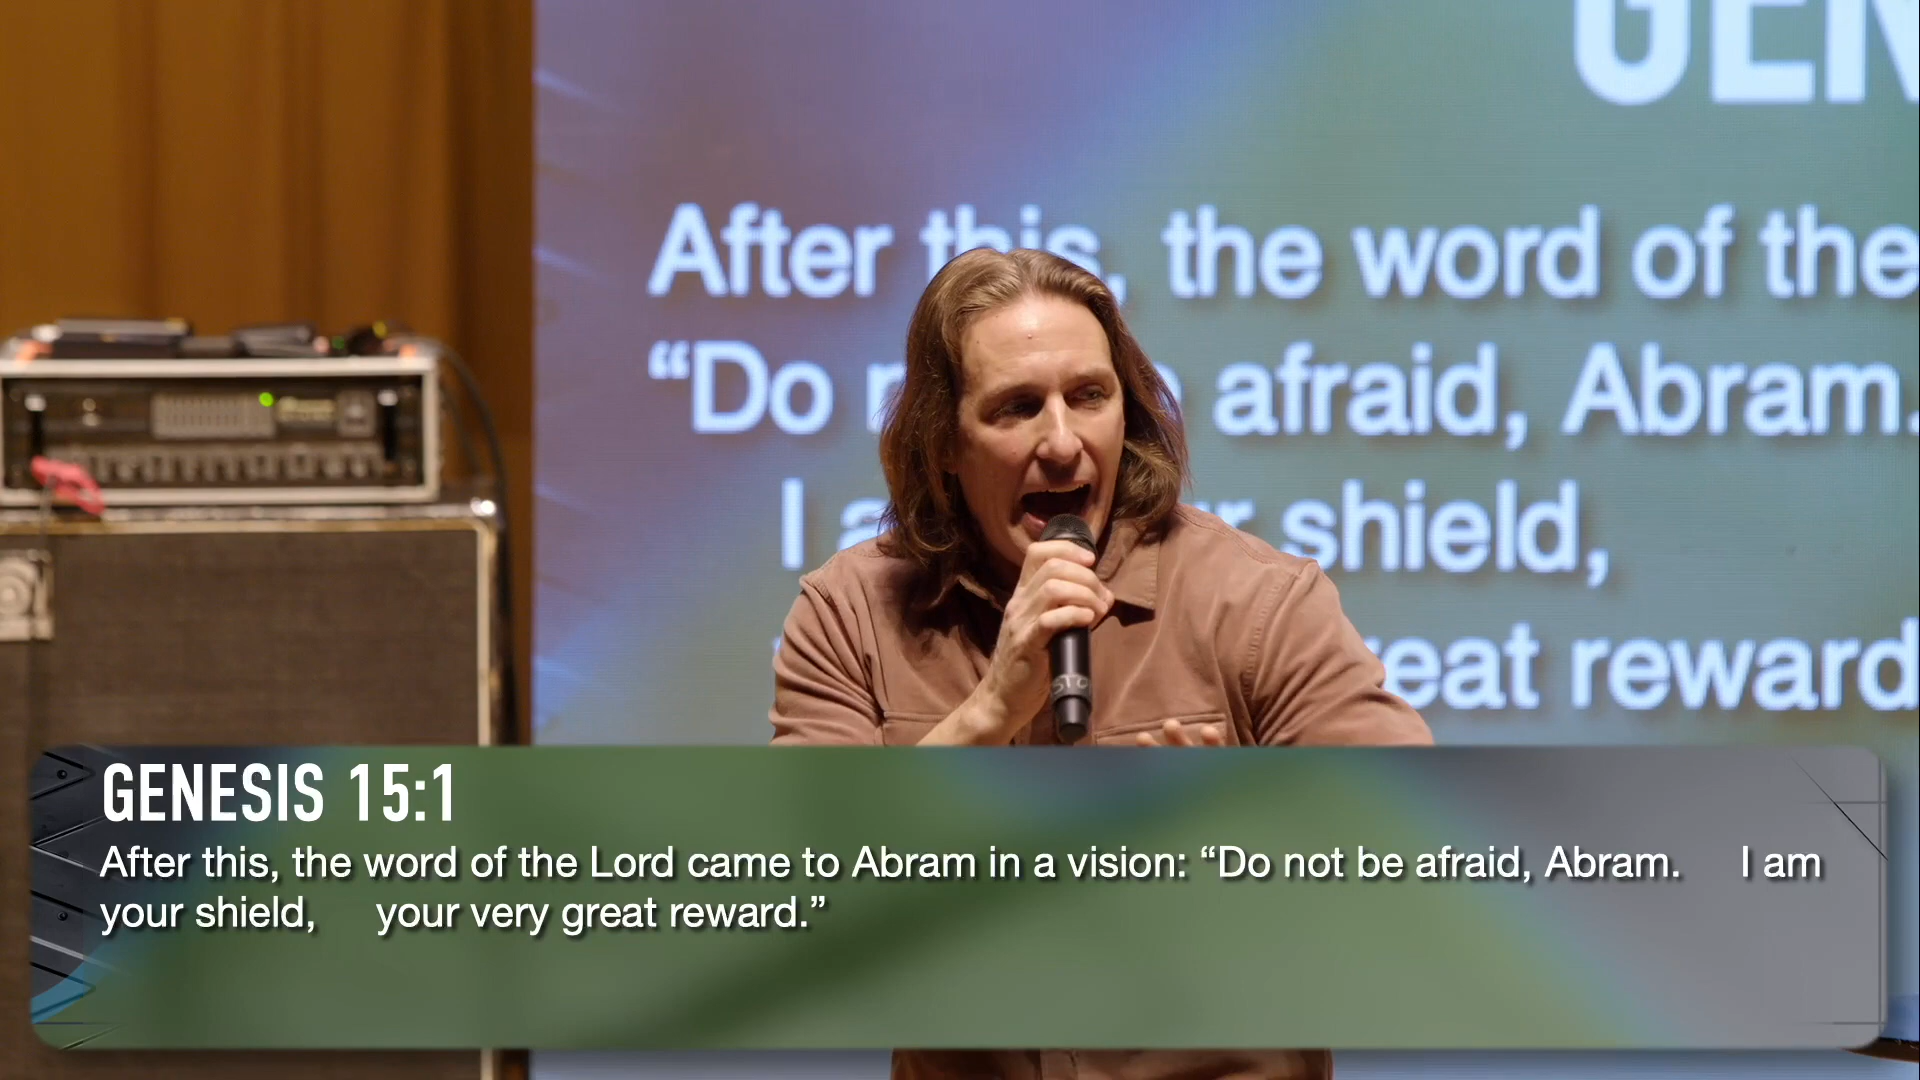 GEN
After this, the word of the
“Do afraid, Abram.
I shield,
reward
STO
GENESIS 15:1
After this, the word of the Lord came to Abram in a vision: “Do not be afraid, Abram. I am
your shield, your very great reward.”